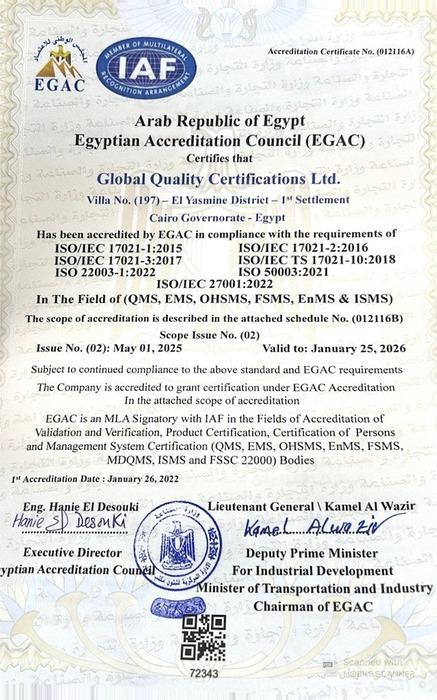 المجلس الوطني للاعتماد
EGAC
MEMBER OF MULTILATERAL
IAF
RECOGNITION ARRANGEMENT
Accreditation Certificate No. (012116A)
Arab Republic of Egypt
Egyptian Accreditation Council (EGAC)
Certifies that
Global Quality Certifications Ltd.
Villa No. (197) – El Yasmine District – 1st Settlement
Cairo Governorate - Egypt
Has been accredited by EGAC in compliance with the requirements of
ISO/IEC 17021-1:2015 ISO/IEC 17021-2:2016
ISO/IEC 17021-3:2017 ISO/IEC TS 17021-10:2018
ISO 22003-1:2022 ISO 50003:2021
ISO/IEC 27001:2022
In The Field of (QMS, EMS, OHSMS, FSMS, EnMS & ISMS)
The scope of accreditation is described in the attached schedule No. (012116B)
Scope Issue No. (02)
Issue No. (02): May 01, 2025 Valid to: January 25, 2026
Subject to continued compliance to the above standard and EGAC requirements
The Company is accredited to grant certification under EGAC Accreditation
In the attached scope of accreditation
EGAC is an MLA Signatory with IAF in the Fields of Accreditation of
Validation and Verification, Product Certification, Certification of Persons
and Management System Certification (QMS, EMS, OHSMS, EnMS, FSMS,
MDQMS, ISMS and FSSC 22000) Bodies
1st Accreditation Date : January 26, 2022
Eng. Hanie El Desouki Lieutenant General \ Kamel Al Wazir
Hanie El Desouki Kamel Alwazir
Executive Director Deputy Prime Minister
yptian Accreditation Council For Industrial Development
Minister of Transportation and Industry
Chairman of EGAC
72343
Scanned with
MOBILE SCANNER